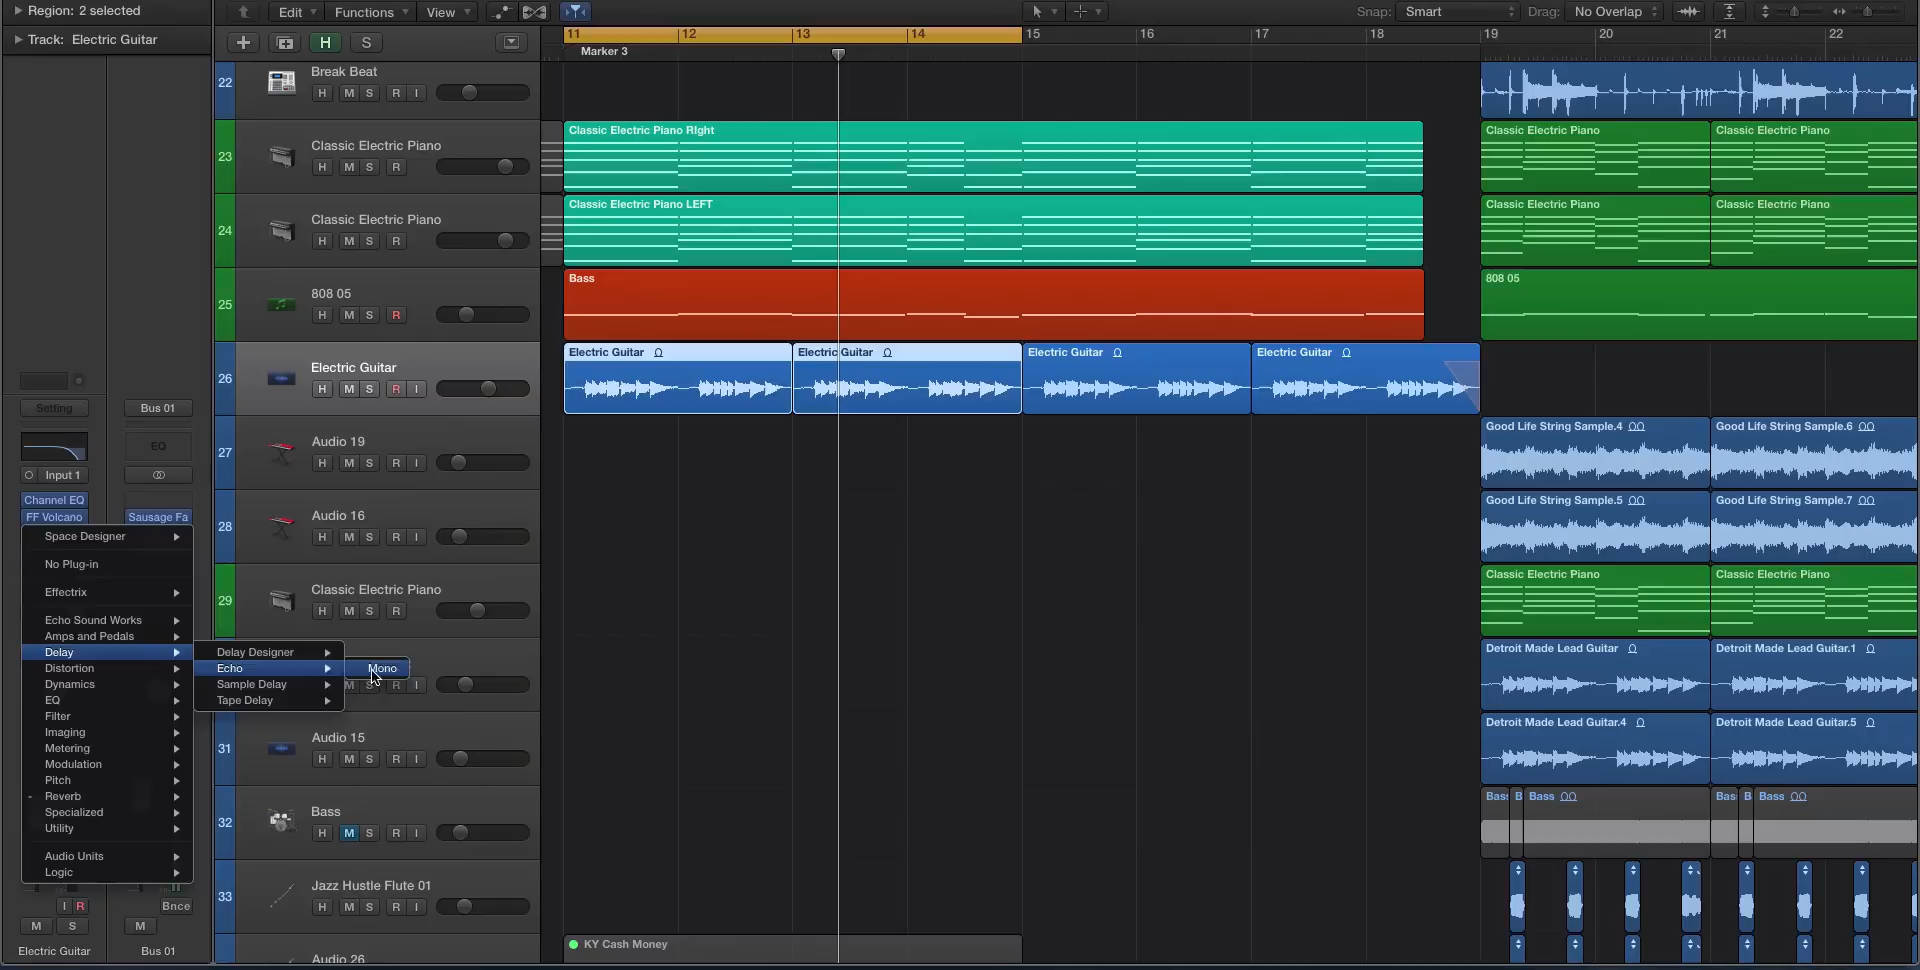 Region: 2 selected
Edit Functions View
Snap: Smart Drag: No Overlap
Track: Electric Guitar
H S
11 12 13 14 15 16 17 18 19 20 21 22
Marker 3
22 Break Beat
H M S R I
23 Classic Electric Piano
H M S R
Classic Electric Piano RIght
Classic Electric Piano
Classic Electric Piano
24 Classic Electric Piano
H M S R
Classic Electric Piano LEFT
Classic Electric Piano
Classic Electric Piano
25 808 05
H M S R
Bass
808 05
26 Electric Guitar
H M S R I
Electric Guitar
Electric Guitar
Electric Guitar
Electric Guitar
27 Audio 19
H M S R I
Good Life String Sample.4
Good Life String Sample.6
28 Audio 16
H M S R I
Good Life String Sample.5
Good Life String Sample.7
29 Classic Electric Piano
H M S R
Classic Electric Piano
Classic Electric Piano
M S R I
Detroit Made Lead Guitar
Detroit Made Lead Guitar.1
31 Audio 15
H M S R I
Detroit Made Lead Guitar.4
Detroit Made Lead Guitar.5
32 Bass
H M S R I
Bass B Bass
Bas B Bass
33 Jazz Hustle Flute 01
H M S R I
Audio 26
KY Cash Money
Setting
Bus 01
EQ
Input 1
Channel EQ
FF Volcano
Sausage Fa
Space Designer
No Plug-in
Effectrix
Echo Sound Works
Amps and Pedals
Delay
Distortion
Dynamics
EQ
Filter
Imaging
Metering
Modulation
Pitch
- Reverb
Specialized
Utility
Audio Units
Logic
Delay Designer
Echo
Sample Delay
Tape Delay
Mono
I R
Bnce
M S
M
Electric Guitar
Bus 01